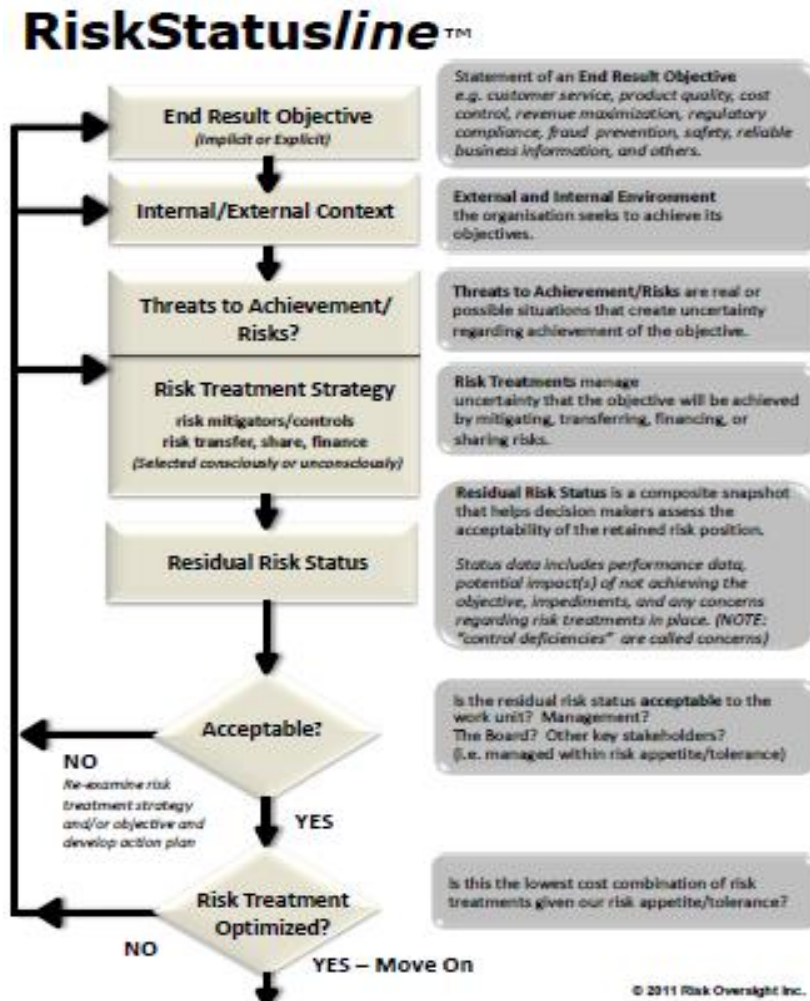 RiskStatusline™
End Result Objective
(Implicit or Explicit)
Statement of an End Result Objective
e.g. customer service, product quality, cost
control, revenue maximization, regulatory
compliance, fraud prevention, safety, reliable
business information, and others.
Internal/External Context
External and Internal Environment
the organisation seeks to achieve its
objectives.
Threats to Achievement/
Risks?
Threats to Achievement/Risks are real or
possible situations that create uncertainty
regarding achievement of the objective.
Risk Treatment Strategy
risk mitigators/controls
risk transfer, share, finance
(Selected consciously or unconsciously)
Risk Treatments manage
uncertainty that the objective will be achieved
by mitigating, transferring, financing, or
sharing risks.
Residual Risk Status
Residual Risk Status is a composite snapshot
that helps decision makers assess the
acceptability of the retained risk position.
Status data includes performance data,
potential impact(s) of not achieving the
objective, impediments, and any concerns
regarding risk treatments in place. (NOTE:
"control deficiencies" are called concerns)
Acceptable?
Is the residual risk status acceptable to the
work unit? Management?
The Board? Other key stakeholders?
(i.e. managed within risk appetite/tolerance)
NO
Re-examine risk
treatment strategy
and/or objective and
develop action plan
YES
Risk Treatment
Optimized?
Is this the lowest cost combination of risk
treatments given our risk appetite/tolerance?
NO
YES – Move On
© 2011 Risk Oversight Inc.